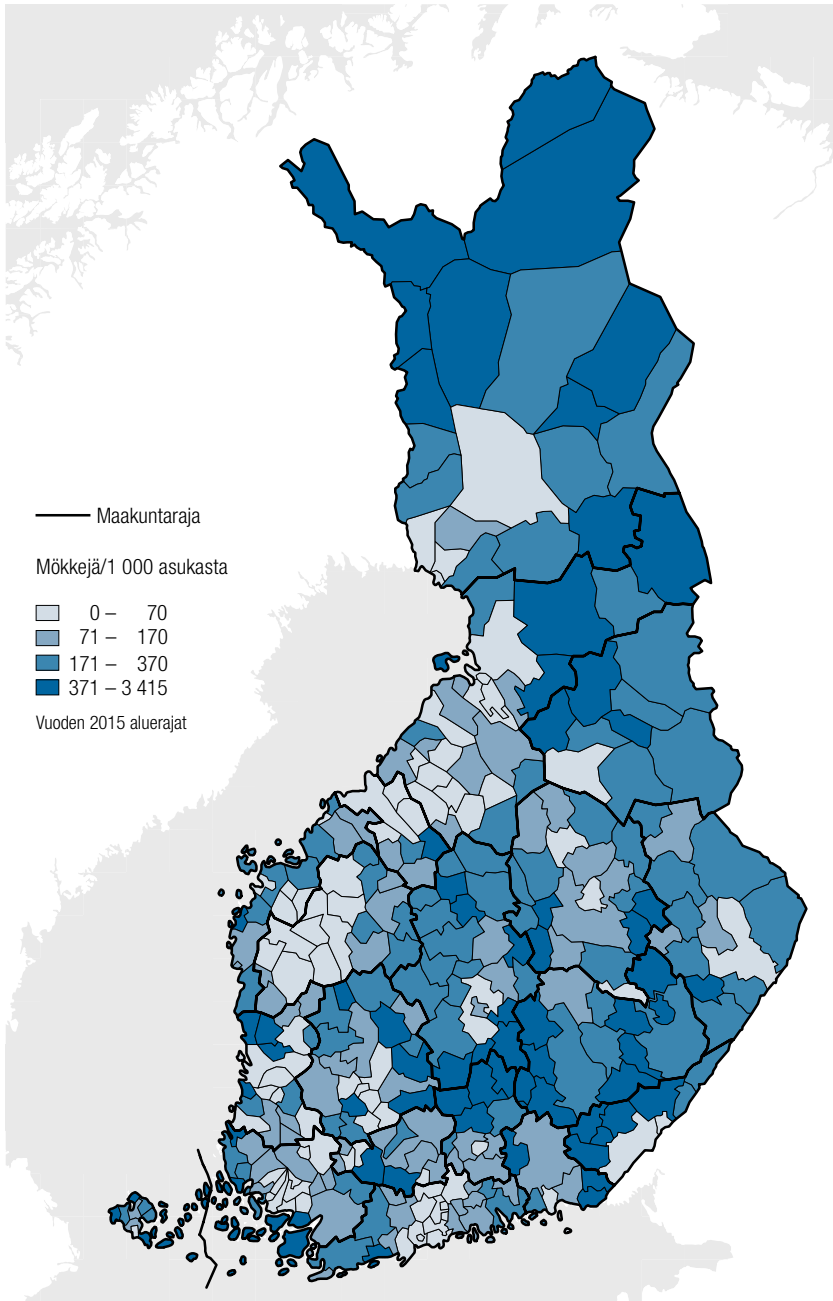 Maakuntaraja
Mökkejä/1 000 asukasta
0 – 70
71 – 170
171 – 370
371 – 3 415
Vuoden 2015 aluerajat